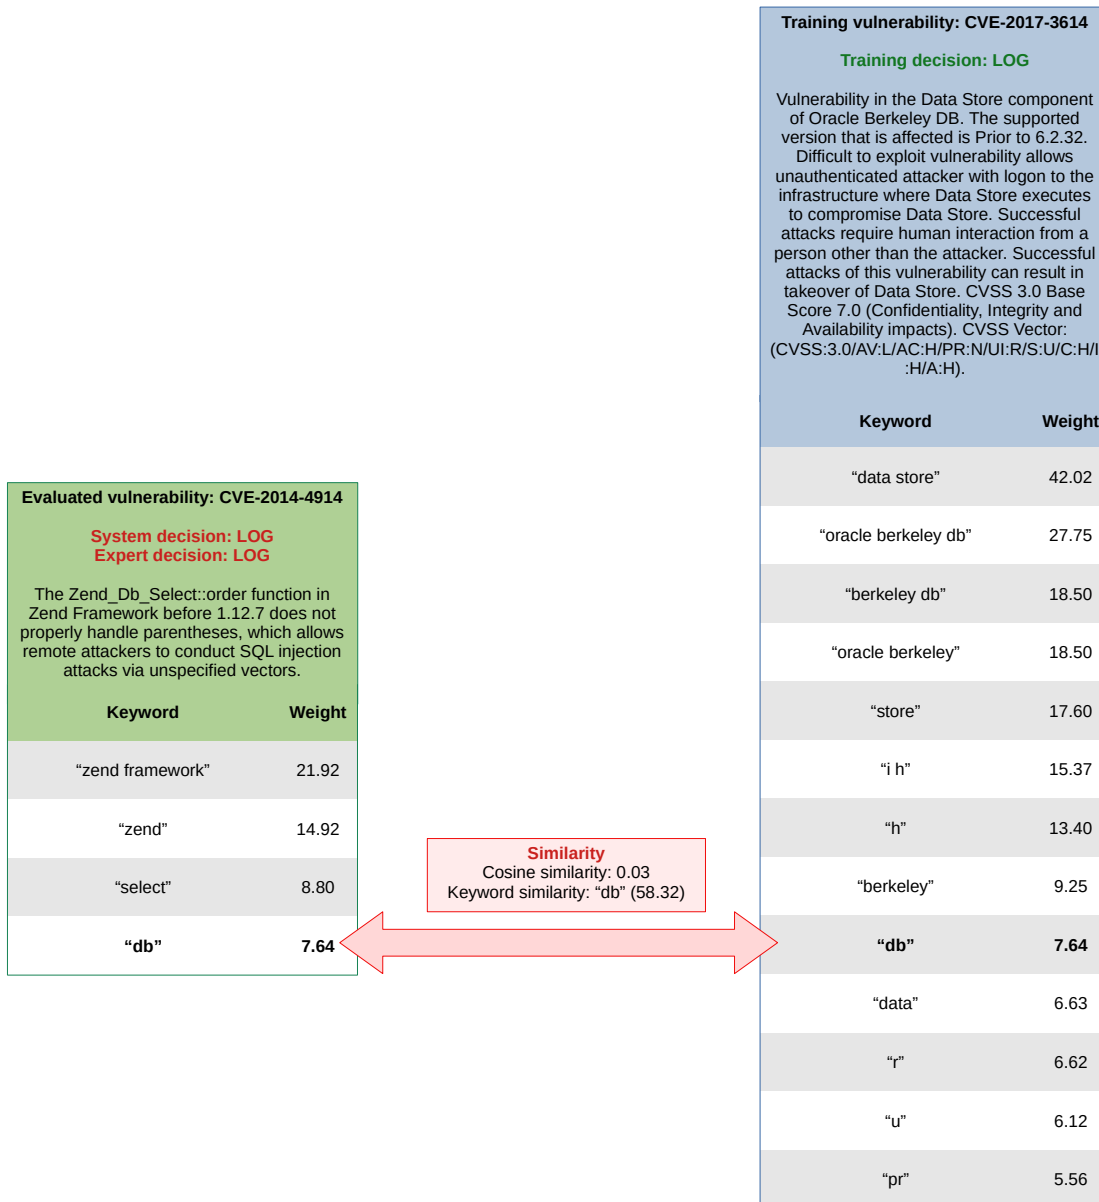 Training vulnerability: CVE-2017-3614
Training decision: LOG
Vulnerability in the Data Store component
of Oracle Berkeley DB. The supported
version that is affected is Prior to 6.2.32.
Difficult to exploit vulnerability allows
unauthenticated attacker with logon to the
infrastructure where Data Store executes
to compromise Data Store. Successful
attacks require human interaction from a
person other than the attacker. Successful
attacks of this vulnerability can result in
takeover of Data Store. CVSS 3.0 Base
Score 7.0 (Confidentiality, Integrity and
Availability impacts). CVSS Vector:
(CVSS:3.0/AV:L/AC:H/PR:N/UI:R/S:U/C:H/I
:H/A:H).
Keyword Weight
“data store” 42.02
“oracle berkeley db” 27.75
“berkeley db” 18.50
“oracle berkeley” 18.50
“store” 17.60
“i h” 15.37
“h” 13.40
“berkeley” 9.25
“db” 7.64
“data” 6.63
“r” 6.62
“u” 6.12
“pr” 5.56
Evaluated vulnerability: CVE-2014-4914
System decision: LOG
Expert decision: LOG
The Zend_Db_Select::order function in
Zend Framework before 1.12.7 does not
properly handle parentheses, which allows
remote attackers to conduct SQL injection
attacks via unspecified vectors.
Keyword Weight
“zend framework” 21.92
“zend” 14.92
“select” 8.80
“db” 7.64
Similarity
Cosine similarity: 0.03
Keyword similarity: “db” (58.32)